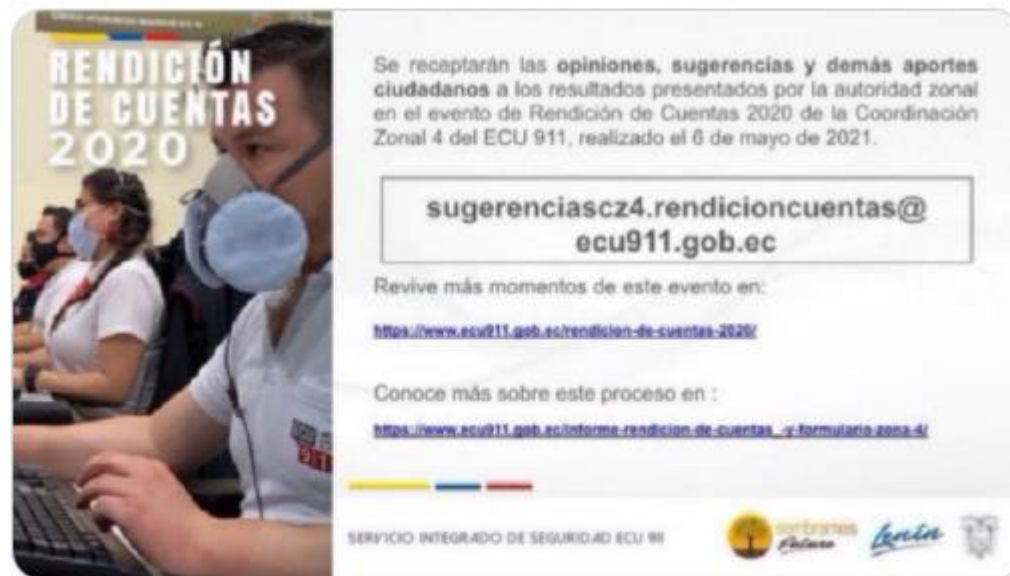 RENDICIÓN
DE CUENTAS
2020
Se receptarán las opiniones, sugerencias y demás aportes
ciudadanos a los resultados presentados por la autoridad zonal
en el evento de Rendición de Cuentas 2020 de la Coordinación
Zonal 4 del ECU 911, realizado el 6 de mayo de 2021.
sugerenciascz4.rendicioncuentas@
ecu911.gob.ec
Revive más momentos de este evento en:
https://www.ecu911.gob.ec/rendicion-de-cuentas-2020/
Conoce más sobre este proceso en :
https://www.ecu911.gob.ec/informe-rendicion-de-cuentas_-y-formulario-zona-4/
SERVICIO INTEGRADO DE SEGURIDAD ECU 911
sembramos
Futuro
Lenín